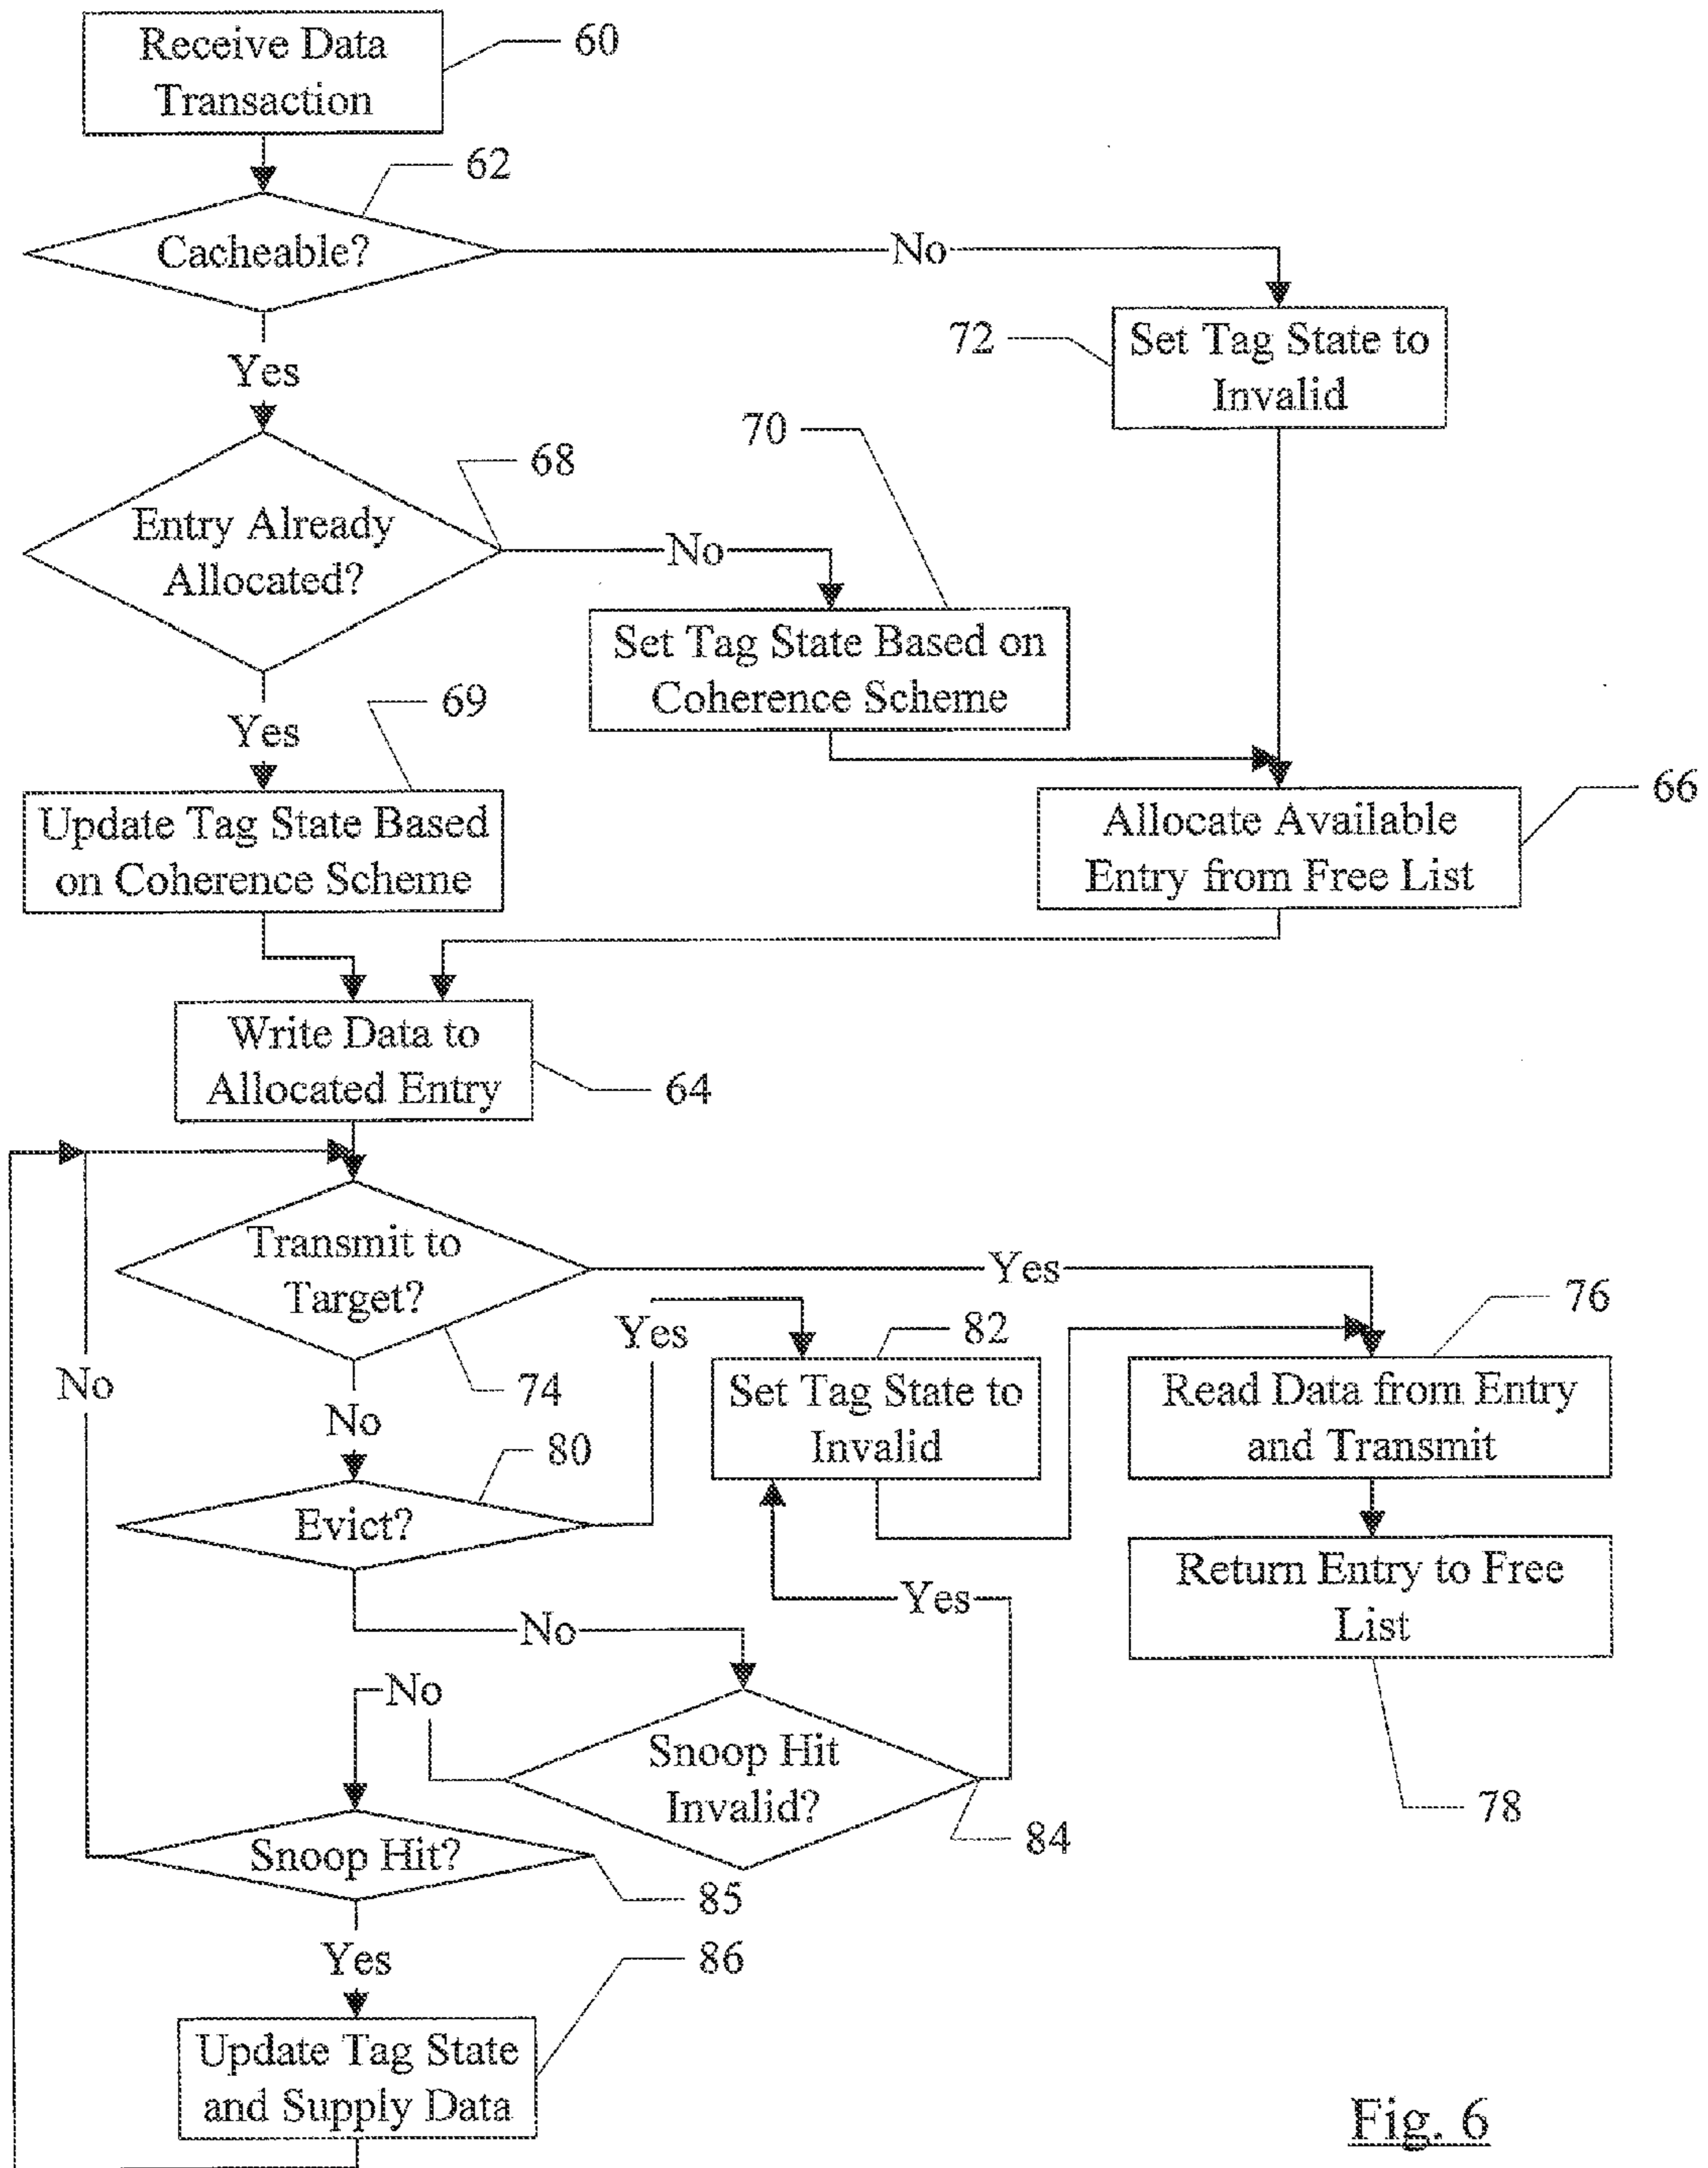 Receive Data
Transaction
60
62
Cacheable?
No
Yes
72
Set Tag State to
Invalid
70
68
Entry Already
Allocated?
No
Set Tag State Based on
Coherence Scheme
69
Yes
66
Update Tag State Based
on Coherence Scheme
Allocate Available
Entry from Free List
Write Data to
Allocated Entry
64
Transmit to
Target?
Yes
76
Yes
82
No
74
Set Tag State to
Invalid
Read Data from Entry
and Transmit
No
80
Evict?
Return Entry to Free
List
Yes
No
No
Snoop Hit
Invalid?
78
84
Snoop Hit?
85
Yes
86
Update Tag State
and Supply Data
Fig. 6